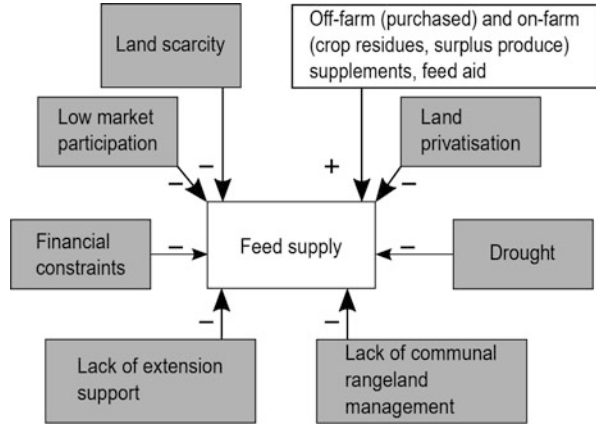 Land scarcity
Off-farm (purchased) and on-farm
(crop residues, surplus produce)
supplements, feed aid
Low market
participation
Land
privatisation
–
–
+
–
Financial
constraints
–
Feed supply
–
Drought
–
–
Lack of extension
support
Lack of communal
rangeland
management